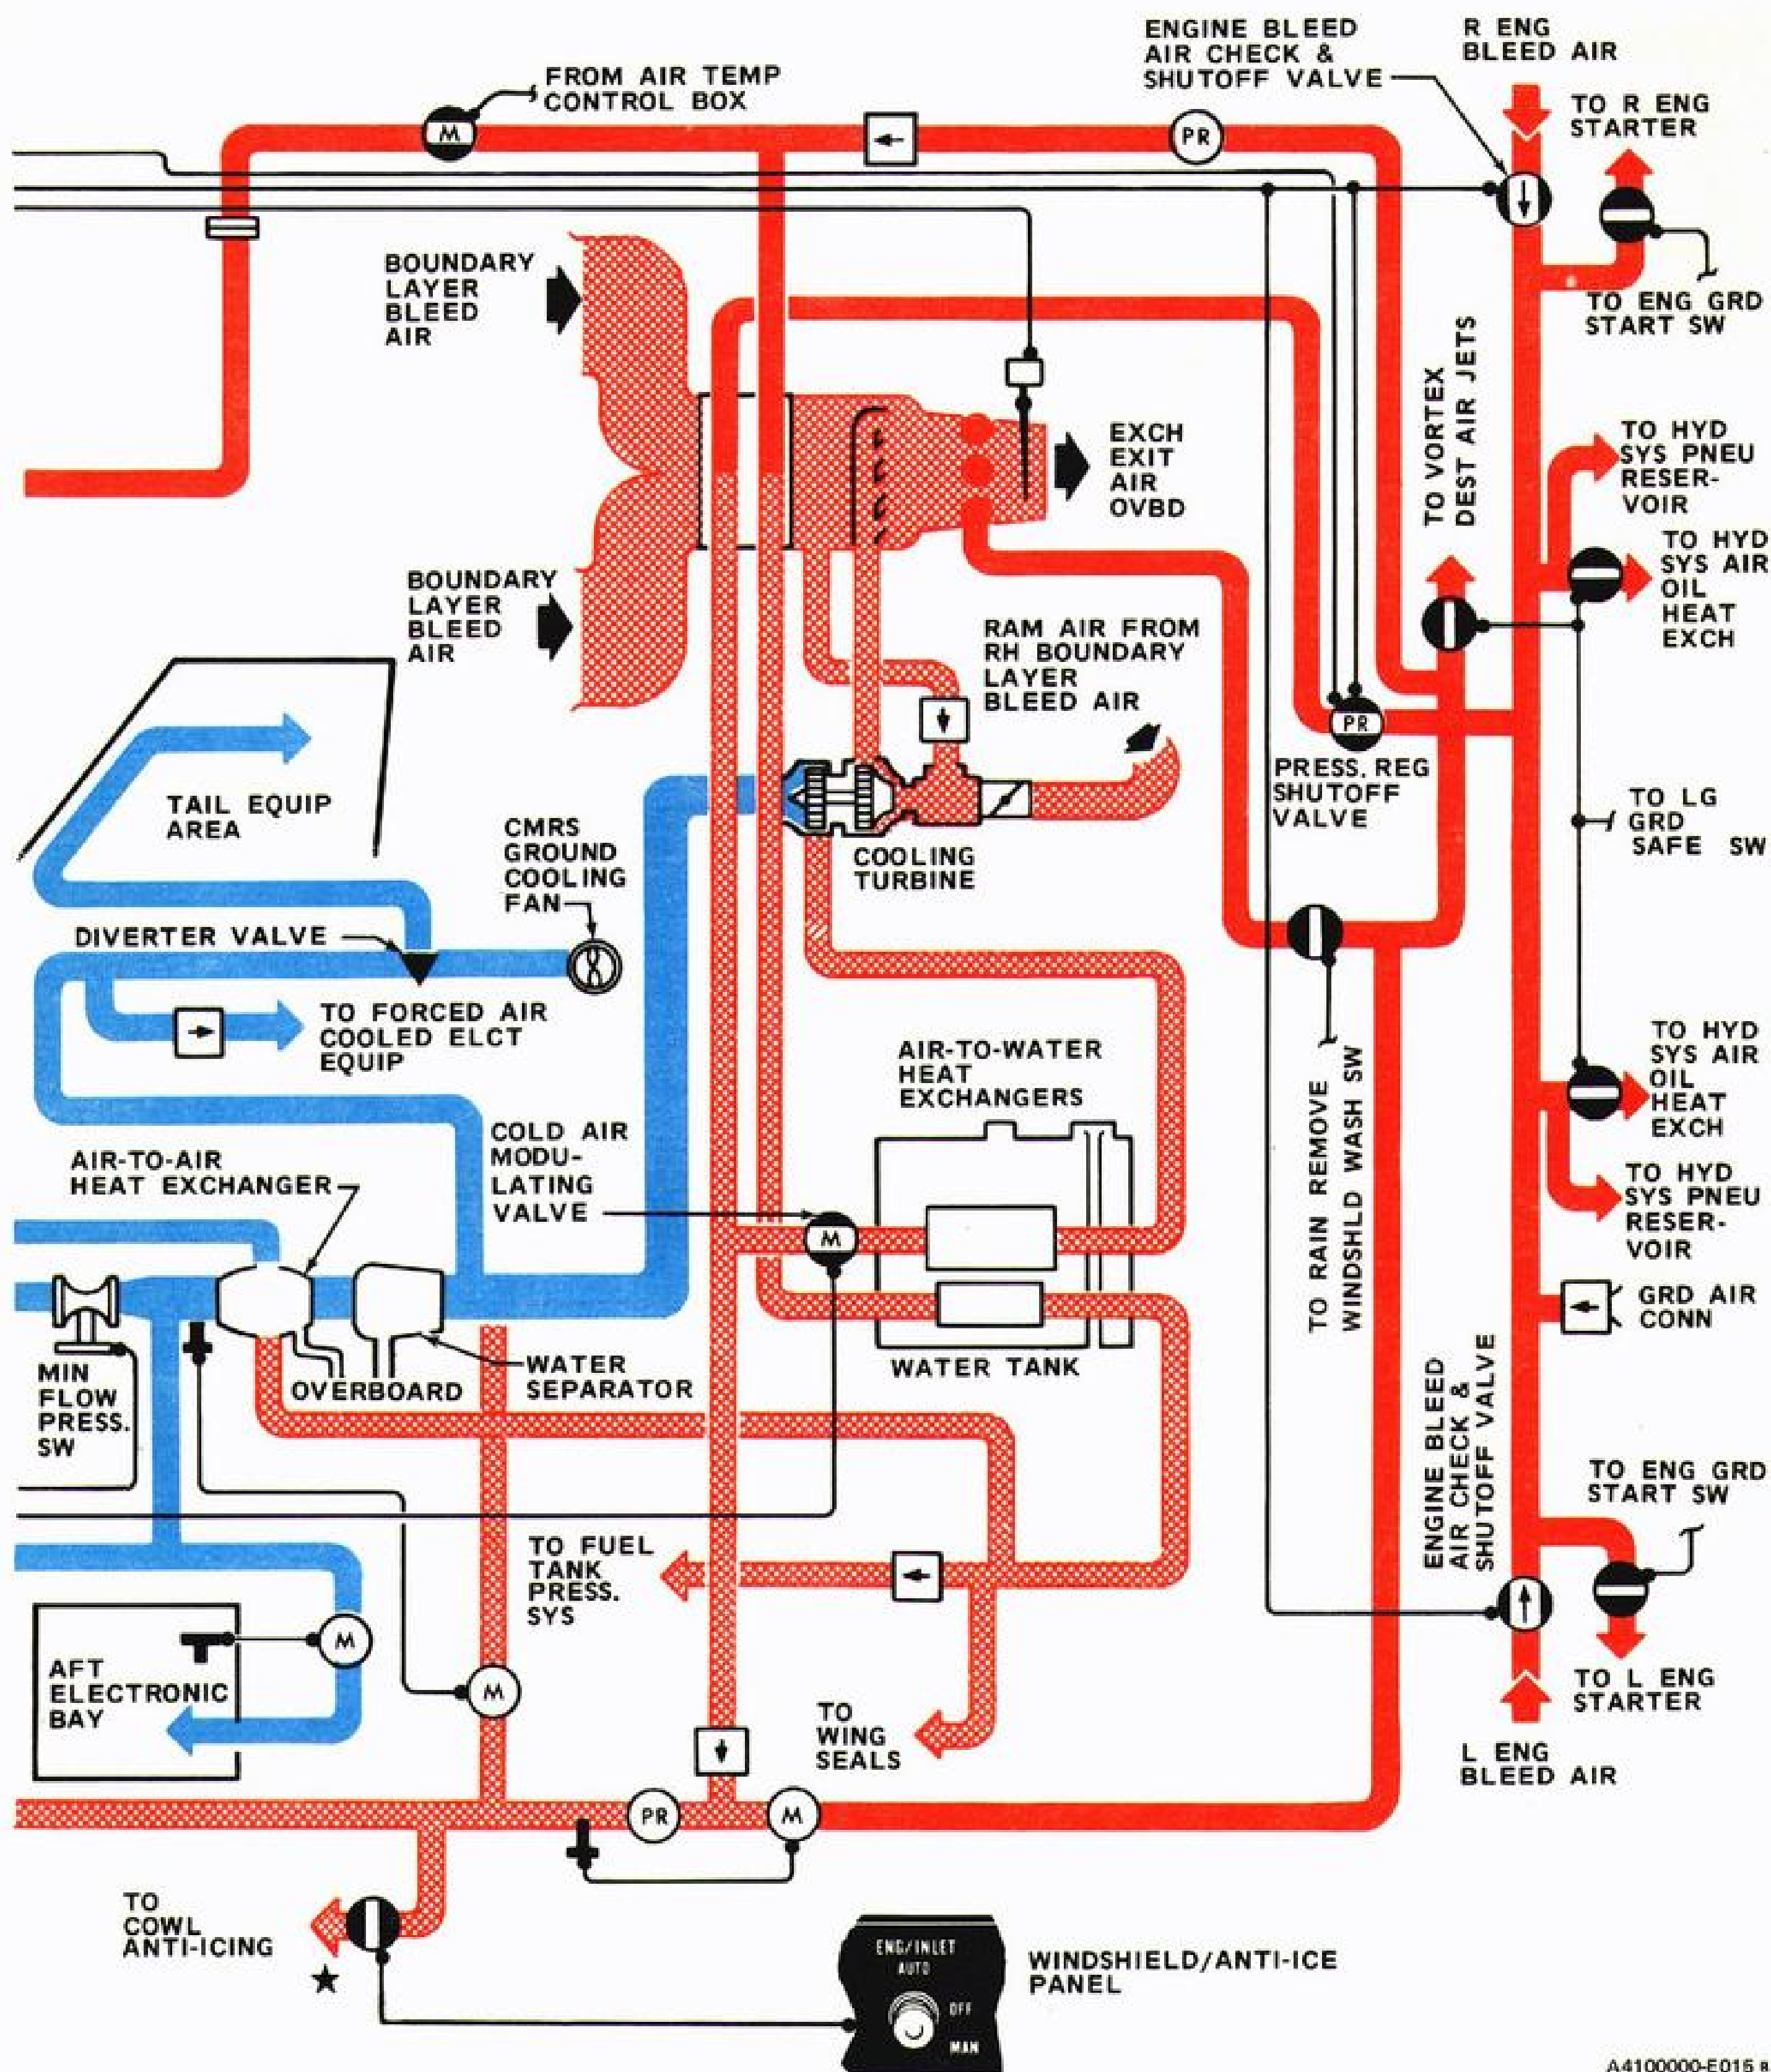 ENGINE BLEED
AIR CHECK &
SHUTOFF VALVE
R ENG
BLEED AIR
FROM AIR TEMP
CONTROL BOX
TO R ENG
STARTER
M
PR
TO ENG GRD
START SW
BOUNDARY
LAYER
BLEED
AIR
TO VORTEX
DEST AIR JETS
EXCH
EXIT
AIR
OVBD
TO HYD
SYS PNEU
RESER-
VOIR
TO HYD
SYS AIR
OIL
HEAT
EXCH
BOUNDARY
LAYER
BLEED
AIR
RAM AIR FROM
RH BOUNDARY
LAYER
BLEED AIR
PR
PRESS. REG
SHUTOFF
VALVE
TAIL EQUIP
AREA
CMRS
GROUND
COOLING
FAN
COOLING
TURBINE
TO LG
GRD
SAFE SW
DIVERTER VALVE
TO FORCED AIR
COOLED ELCT
EQUIP
AIR-TO-WATER
HEAT
EXCHANGERS
TO RAIN REMOVE
WINDSHLD WASH SW
TO HYD
SYS AIR
OIL
HEAT
EXCH
AIR-TO-AIR
HEAT EXCHANGER
COLD AIR
MODU-
LATING
VALVE
M
TO HYD
SYS PNEU
RESER-
VOIR
GRD AIR
CONN
MIN
FLOW
PRESS.
SW
OVERBOARD
WATER
SEPARATOR
WATER TANK
ENGINE BLEED
AIR CHECK &
SHUTOFF VALVE
TO ENG GRD
START SW
TO FUEL
TANK
PRESS.
SYS
M
AFT
ELECTRONIC
BAY
M
TO
WING
SEALS
TO L ENG
STARTER
L ENG
BLEED AIR
PR
M
TO
COWL
ANTI-ICING
ENG/INLET
AUTO
OFF
MAN
WINDSHIELD/ANTI-ICE
PANEL
A4100000-E015 B